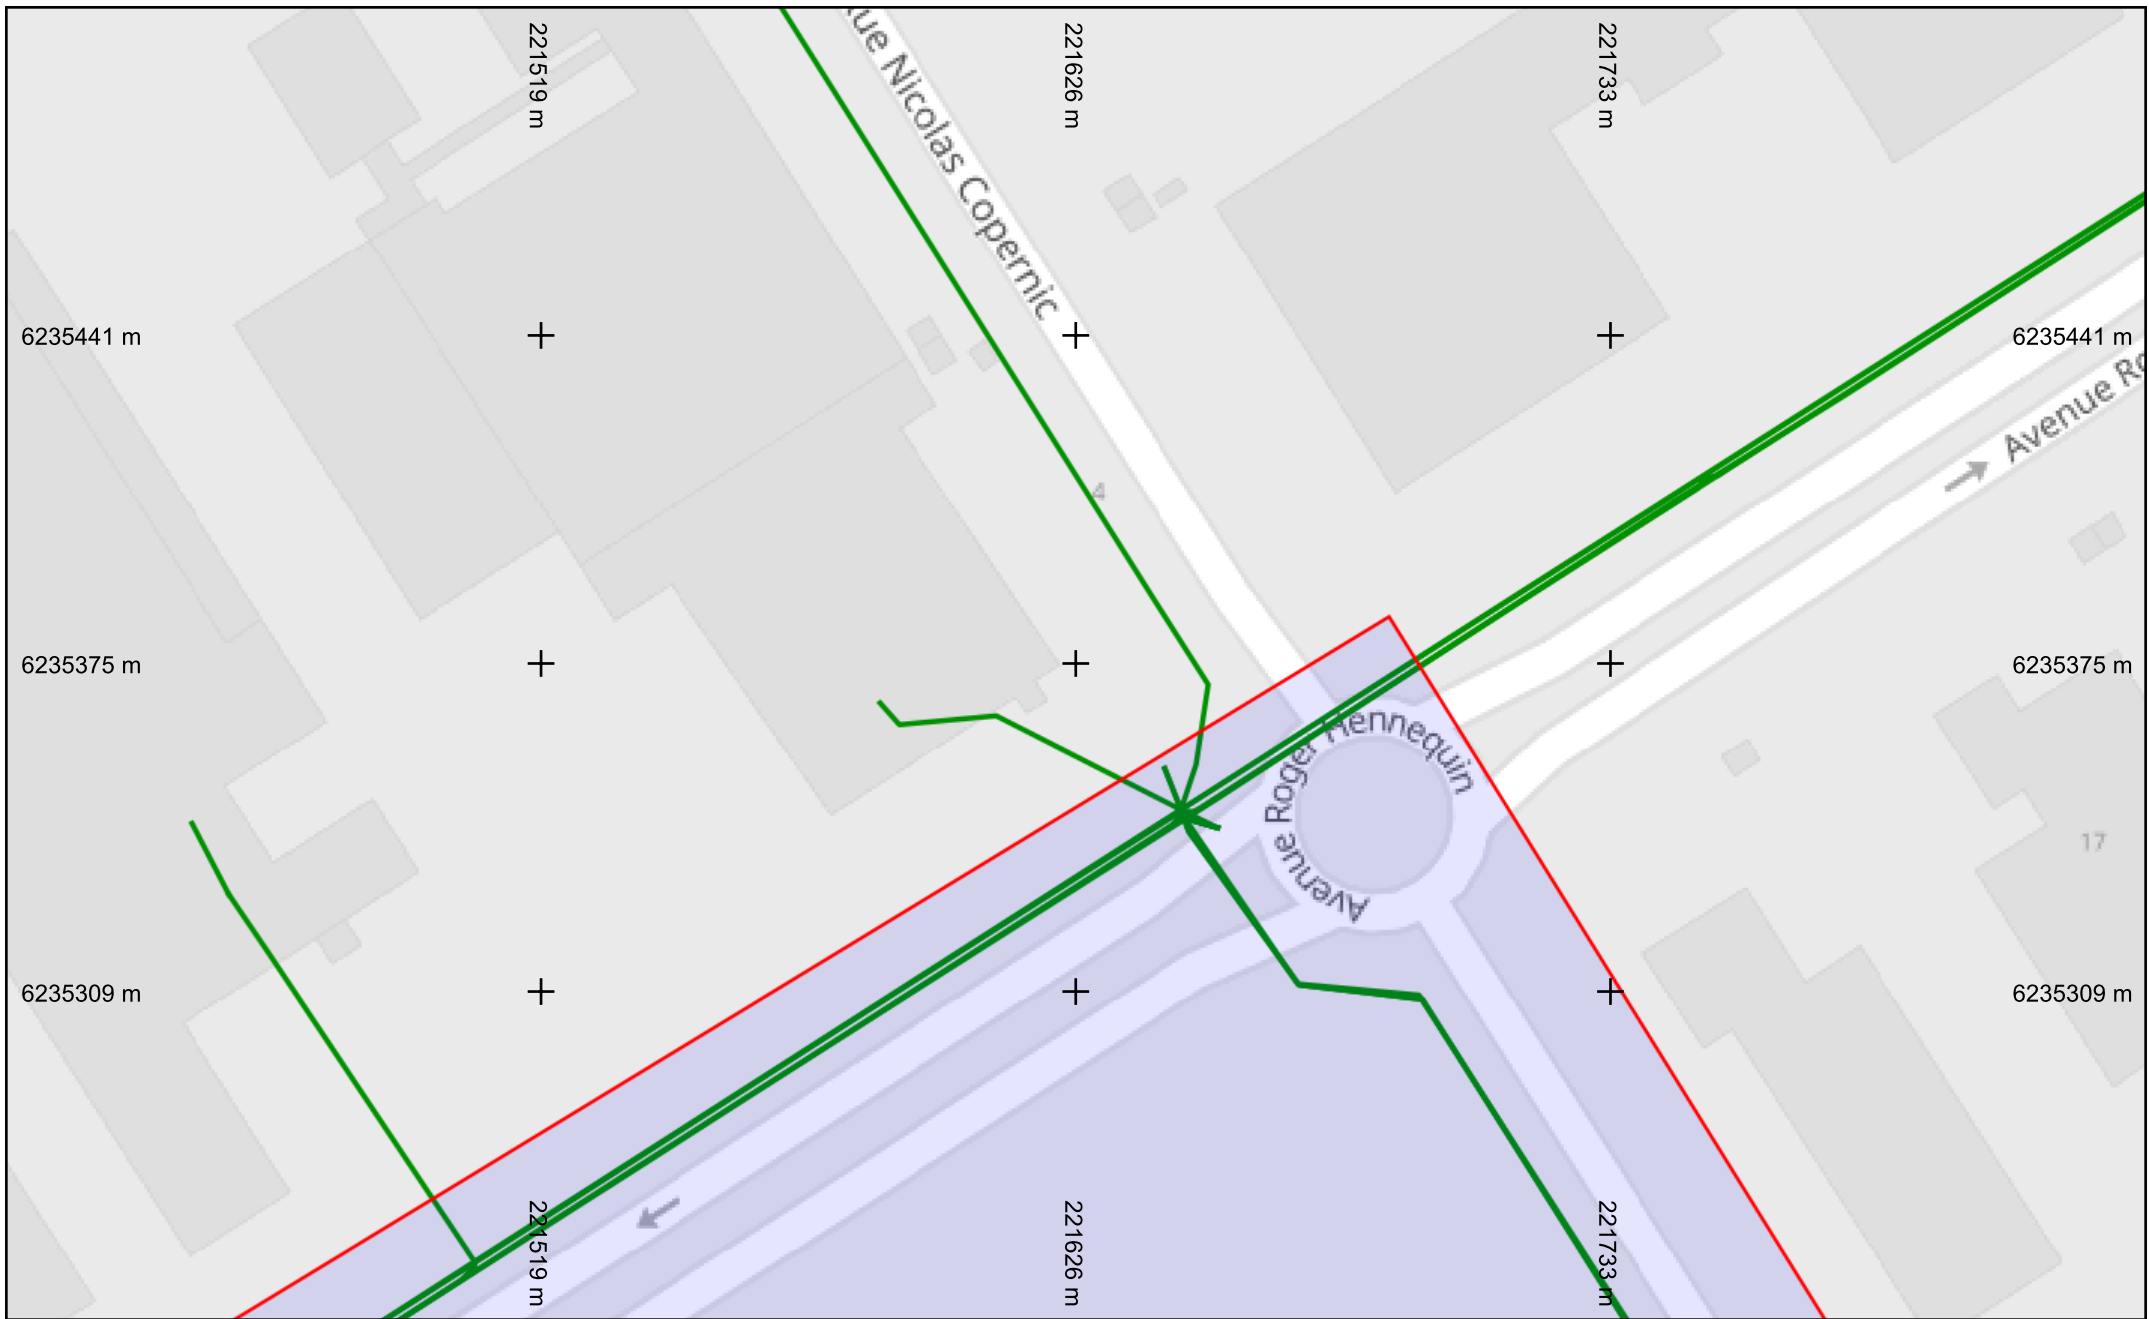 221519 m
221626 m
221733 m
ue Nicolas Copernic
6235441 m
6235441 m
Avenue Ro
4
6235375 m
6235375 m
Avenue Roger Hennequin
17
6235309 m
6235309 m
221519 m
221626 m
221733 m